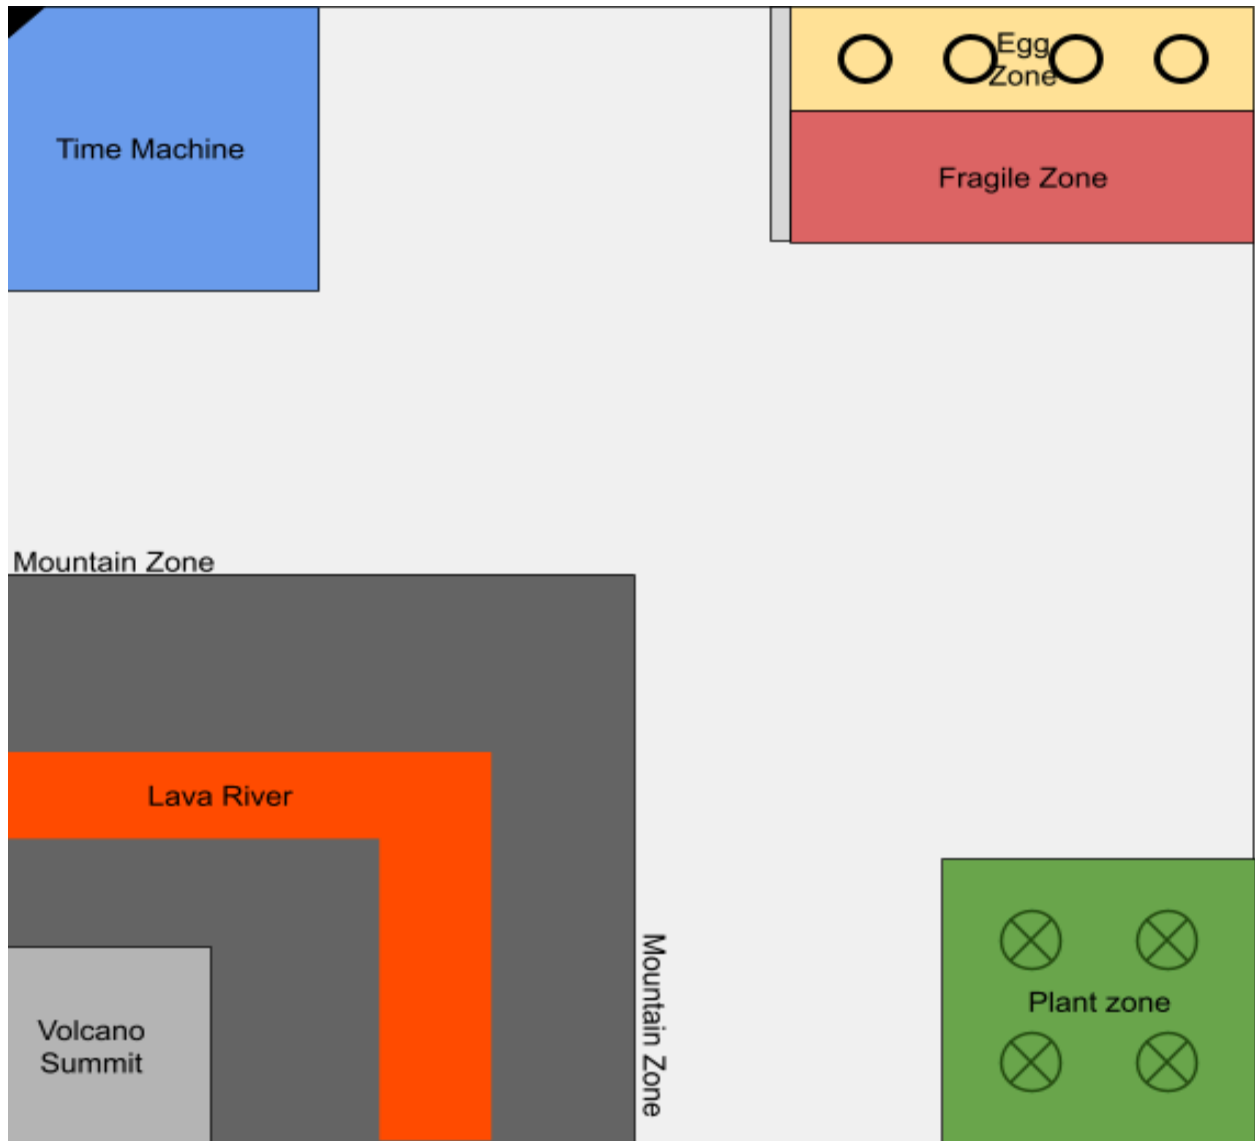 Egg
Zone
Time Machine
Fragile Zone
Mountain Zone
Lava River
Mountain Zone
Plant zone
Volcano
Summit